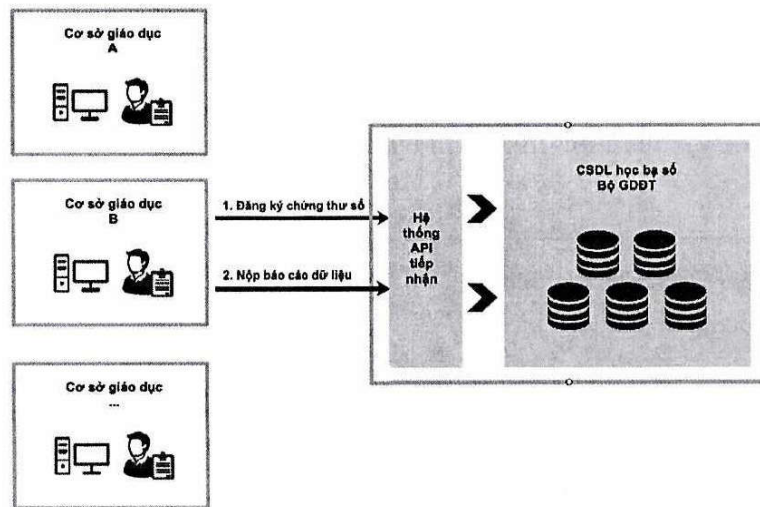 Cơ sở giáo dục
A
Cơ sở giáo dục
B
1. Đăng ký chứng thư số
2. Nộp báo cáo dữ liệu
Hệ
thống
API
tiếp
nhận
CSDL học bạ số
Bộ GDĐT
Cơ sở giáo dục
...